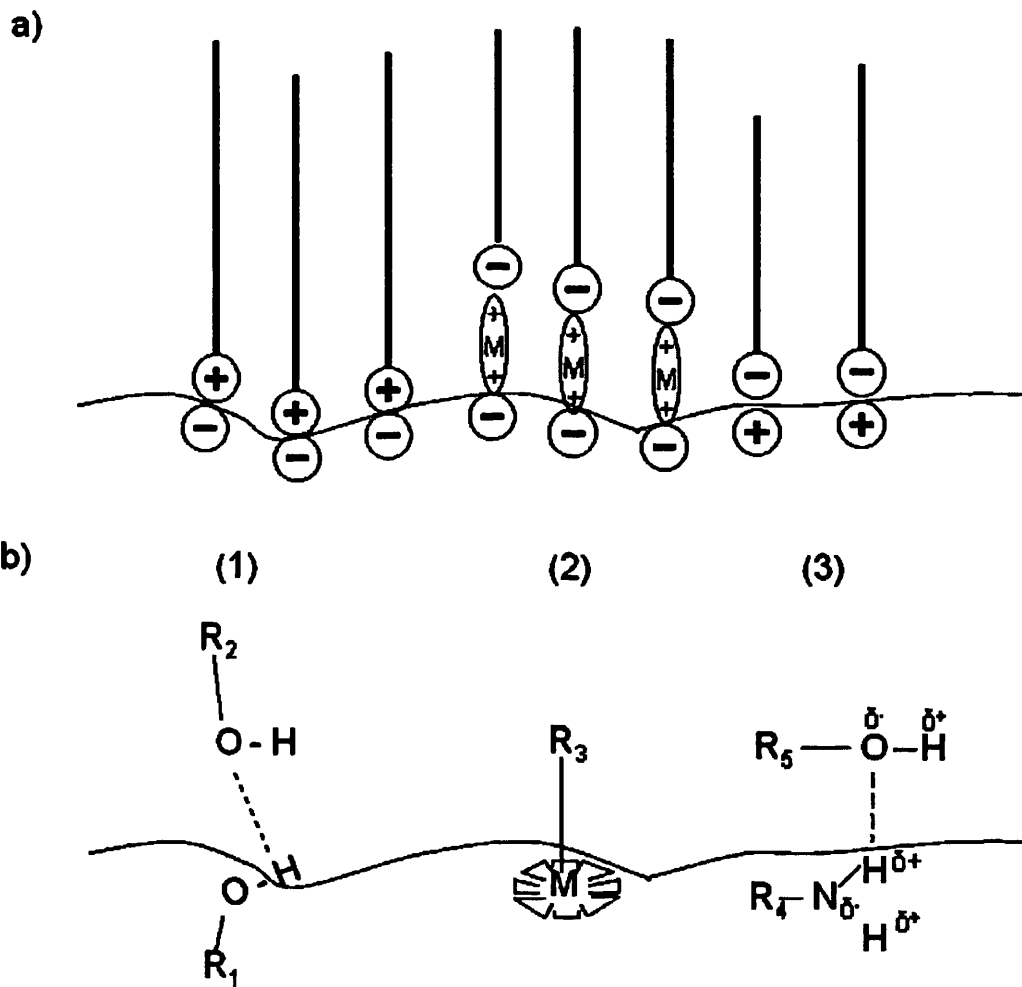 a)
+ + + − − − − −
+ + +
M M M
+ + +
− − − − − − + +
b) (1) (2) (3)
R₂
O-H
R₃
R₅ O H
δ- δ+
H
O
R₁
M
H δ+
R₄ N δ-
H δ+